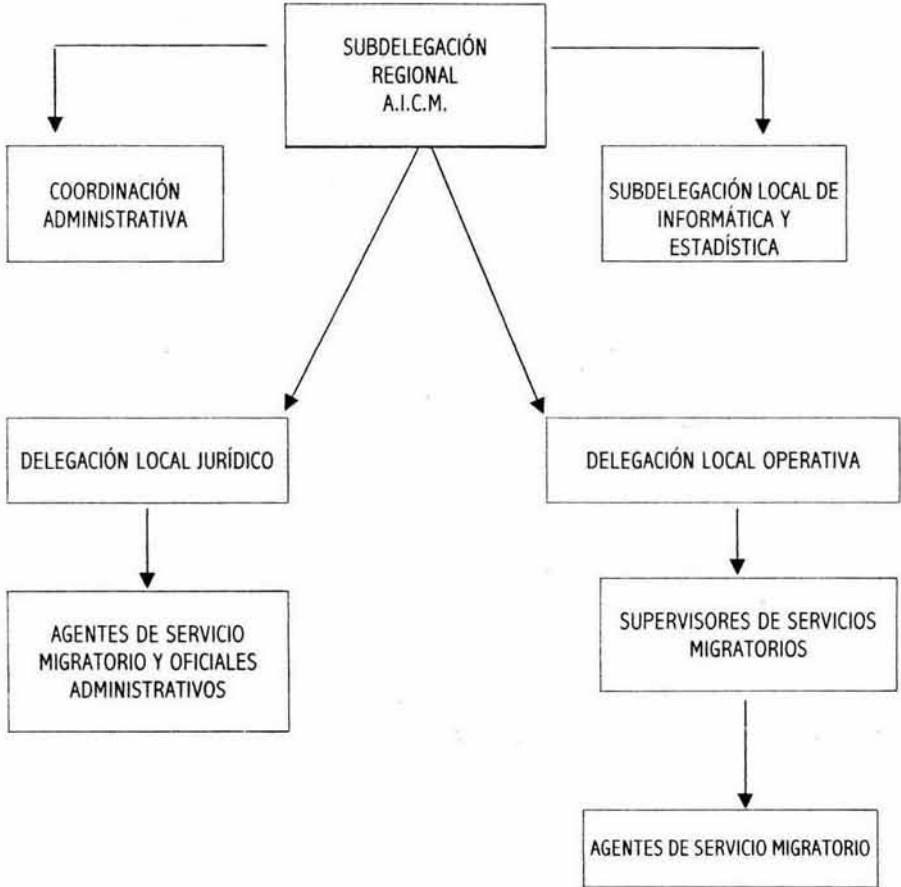 SUBDELEGACIÓN
REGIONAL
A.I.C.M.
COORDINACIÓN
ADMINISTRATIVA
SUBDELEGACIÓN LOCAL DE
INFORMÁTICA Y
ESTADÍSTICA
DELEGACIÓN LOCAL JURÍDICO
DELEGACIÓN LOCAL OPERATIVA
AGENTES DE SERVICIO
MIGRATORIO Y OFICIALES
ADMINISTRATIVOS
SUPERVISORES DE SERVICIOS
MIGRATORIOS
AGENTES DE SERVICIO MIGRATORIO